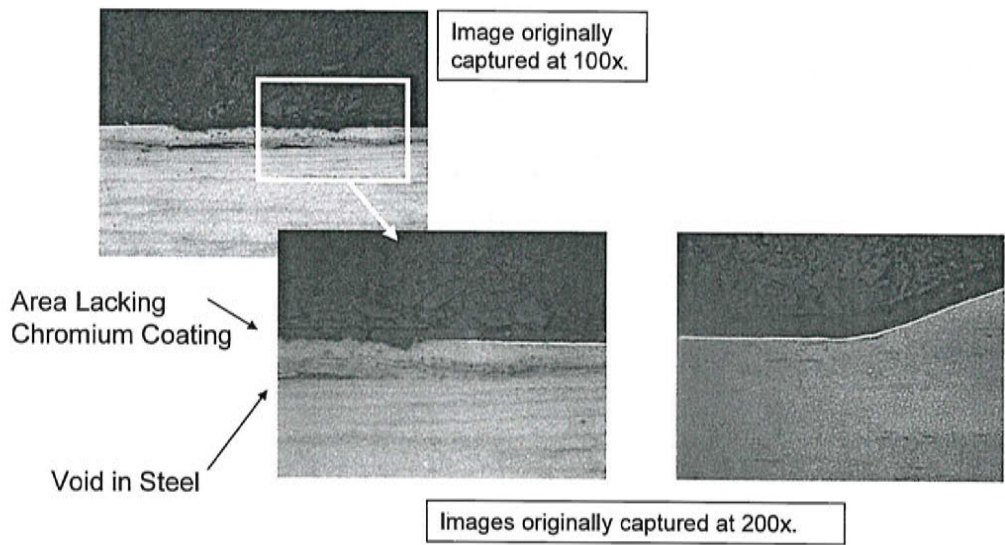 Image originally
captured at 100x.
Area Lacking
Chromium Coating
Void in Steel
Images originally captured at 200x.